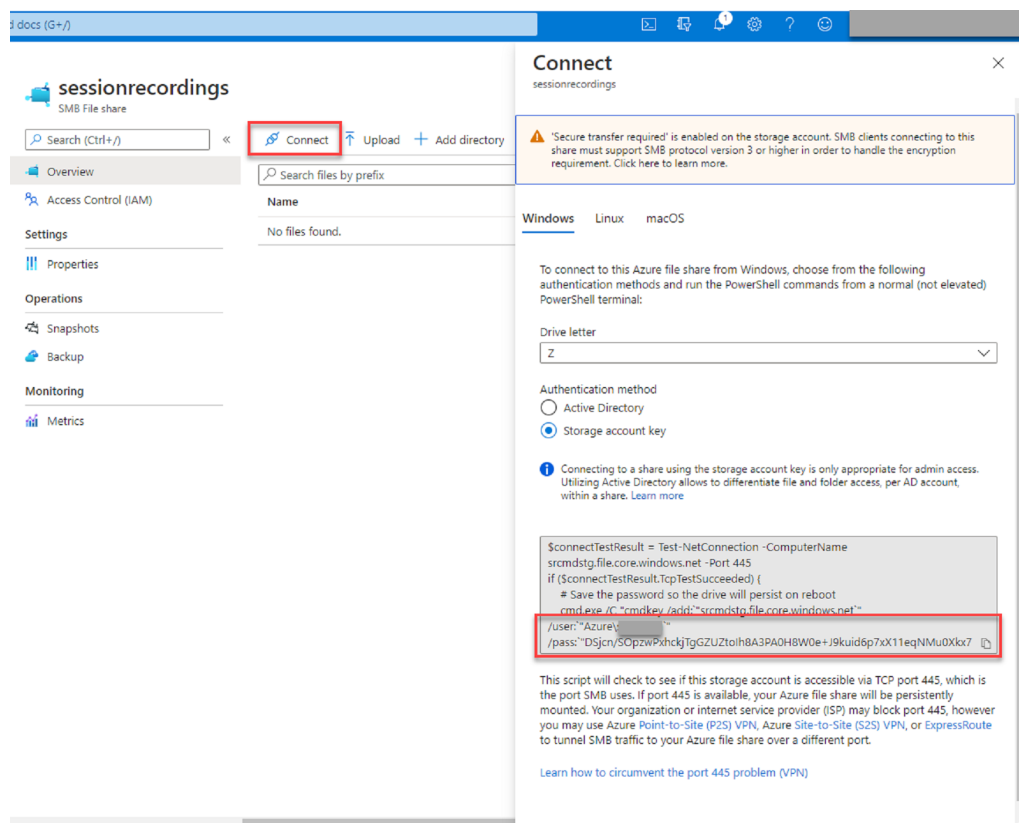 d docs (G+/)
1
sessionrecordings
SMB File share
Search (Ctrl+/)
«
Overview
Access Control (IAM)
Settings
Properties
Operations
Snapshots
Backup
Monitoring
Metrics
Connect
Upload
Add directory
Search files by prefix
Name
No files found.
Connect
sessionrecordings
'Secure transfer required' is enabled on the storage account. SMB clients connecting to this
share must support SMB protocol version 3 or higher in order to handle the encryption
requirement. Click here to learn more.
Windows Linux macOS
To connect to this Azure file share from Windows, choose from the following
authentication methods and run the PowerShell commands from a normal (not elevated)
PowerShell terminal:
Drive letter
Z
Authentication method
Active Directory
Storage account key
Connecting to a share using the storage account key is only appropriate for admin access.
Utilizing Active Directory allows to differentiate file and folder access, per AD account,
within a share. Learn more
$connectTestResult = Test-NetConnection -ComputerName
srcmdstg.file.core.windows.net -Port 445
if ($connectTestResult.TcpTestSucceeded) {
# Save the password so the drive will persist on reboot
cmd.exe /C "cmdkey /add:`"srcmdstg.file.core.windows.net`"
/user:`"Azure\ `"
/pass:`"DSjcn/SOpzwPxhckjTgGZUZtoIh8A3PA0H8W0e+J9kuid6p7xX11eqNMu0Xkx7
This script will check to see if this storage account is accessible via TCP port 445, which is
the port SMB uses. If port 445 is available, your Azure file share will be persistently
mounted. Your organization or internet service provider (ISP) may block port 445, however
you may use Azure Point-to-Site (P2S) VPN, Azure Site-to-Site (S2S) VPN, or ExpressRoute
to tunnel SMB traffic to your Azure file share over a different port.
Learn how to circumvent the port 445 problem (VPN)